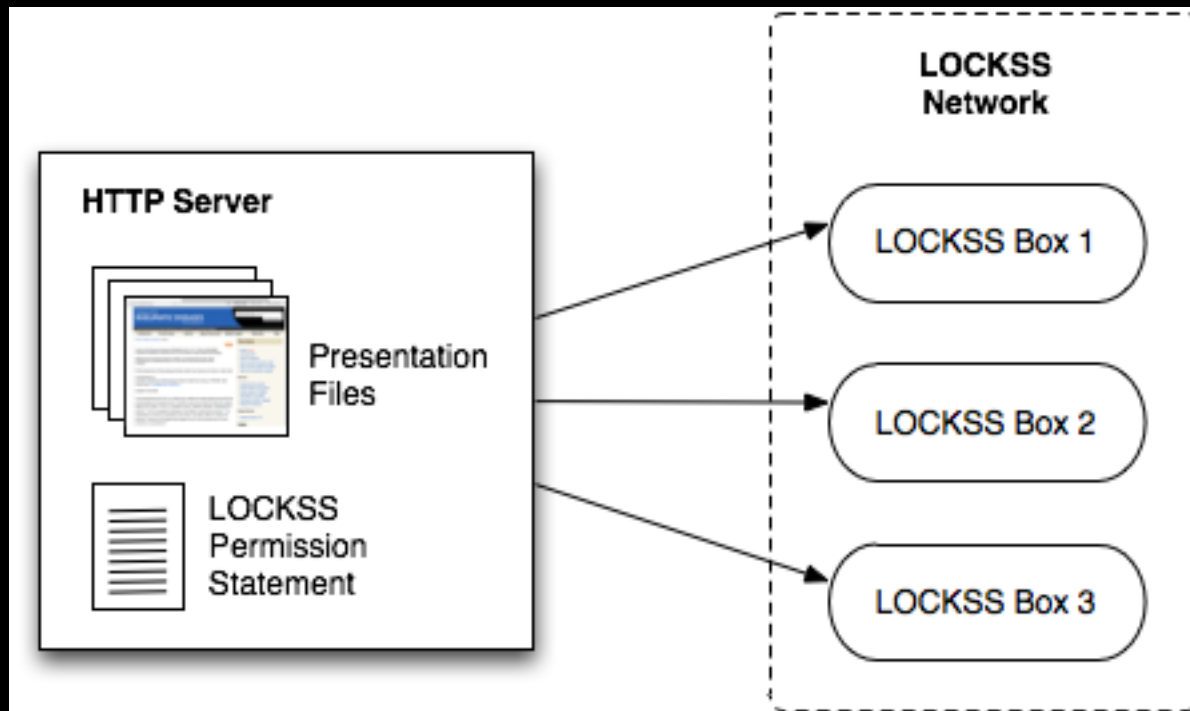 LOCKSS
Network
HTTP Server
Presentation
Files
LOCKSS
Permission
Statement
LOCKSS Box 1
LOCKSS Box 2
LOCKSS Box 3